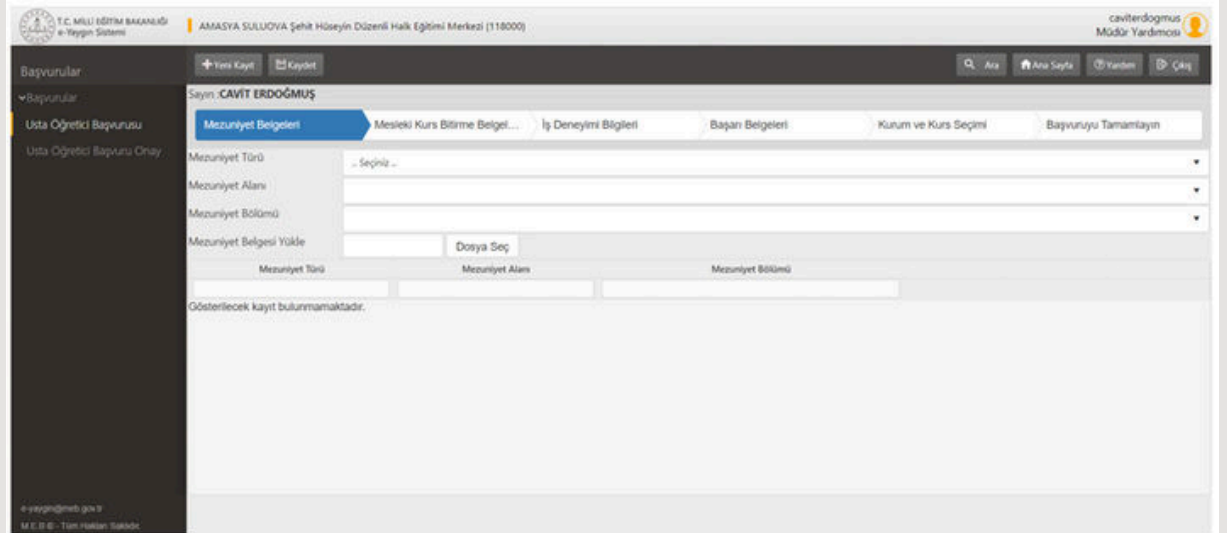 T.C. MİLLİ EĞİTİM BAKANLIĞI
e-Yaygın Sistemi
AMASYA SULUOVA Şehit Hüseyin Düzenli Halk Eğitimi Merkezi (118000)
caviterdogmus
Müdür Yardımcısı
Başvurular
Yeni Kayıt
Kaydet
Ara
Ana Sayfa
Yardım
Çıkış
Başvurular
Usta Öğretici Başvurusu
Usta Öğretici Başvuru Onay
Sayın :CAVİT ERDOĞMUŞ
Mezuniyet Belgeleri
Mesleki Kurs Bitirme Belgel...
İş Deneyimi Bilgileri
Başarı Belgeleri
Kurum ve Kurs Seçimi
Başvuruyu Tamamlayın
Mezuniyet Türü
.. Seçiniz ..
Mezuniyet Alanı
Mezuniyet Bölümü
Mezuniyet Belgesi Yükle
Dosya Seç
Mezuniyet Türü
Mezuniyet Alanı
Mezuniyet Bölümü
Gösterilecek kayıt bulunmamaktadır.
e-yaygin@meb.gov.tr
M.E.B © - Tüm Hakları Saklıdır.